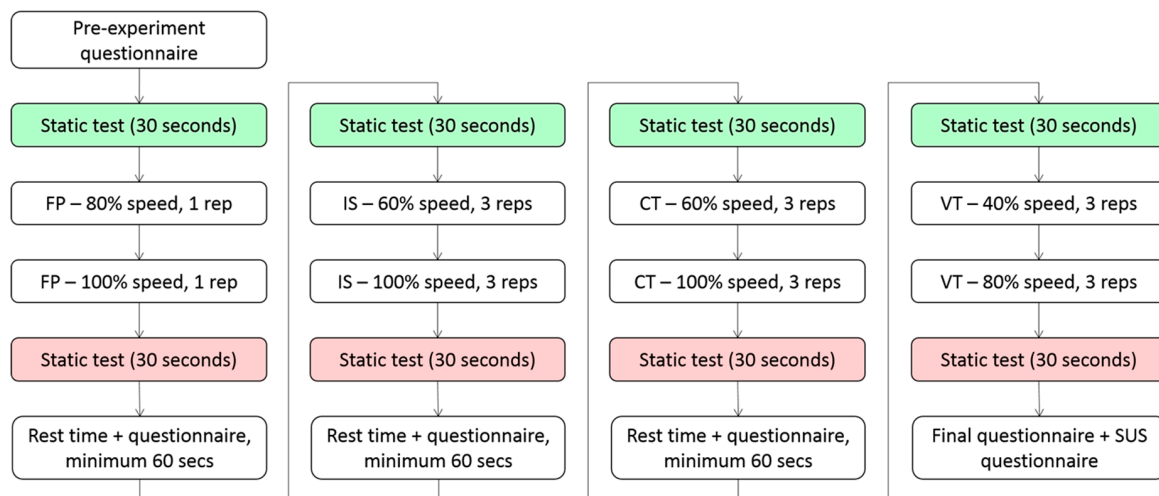 Pre-experiment
questionnaire
Static test (30 seconds)
FP – 80% speed, 1 rep
FP – 100% speed, 1 rep
Static test (30 seconds)
Rest time + questionnaire,
minimum 60 secs
Static test (30 seconds)
IS – 60% speed, 3 reps
IS – 100% speed, 3 reps
Static test (30 seconds)
Rest time + questionnaire,
minimum 60 secs
Static test (30 seconds)
CT – 60% speed, 3 reps
CT – 100% speed, 3 reps
Static test (30 seconds)
Rest time + questionnaire,
minimum 60 secs
Static test (30 seconds)
VT – 40% speed, 3 reps
VT – 80% speed, 3 reps
Static test (30 seconds)
Final questionnaire + SUS
questionnaire